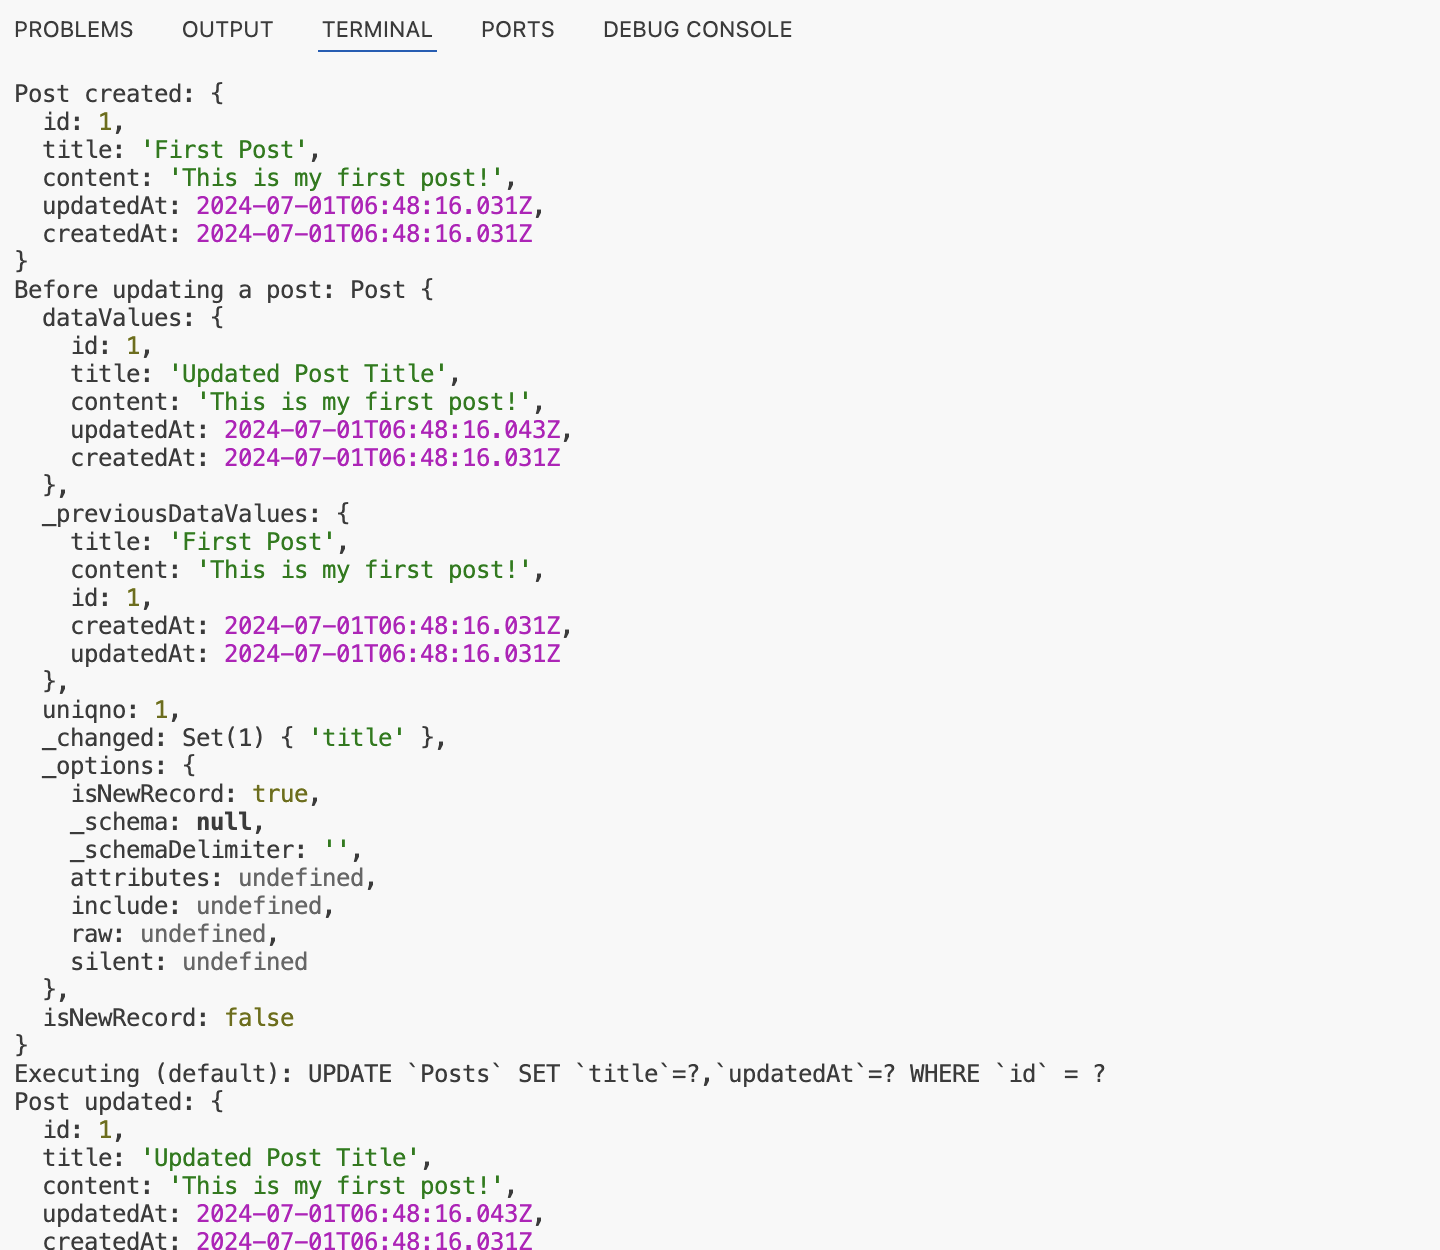 PROBLEMS OUTPUT TERMINAL PORTS DEBUG CONSOLE
Post created: {
  id: 1,
  title: 'First Post',
  content: 'This is my first post!',
  updatedAt: 2024-07-01T06:48:16.031Z,
  createdAt: 2024-07-01T06:48:16.031Z
}
Before updating a post: Post {
  dataValues: {
    id: 1,
    title: 'Updated Post Title',
    content: 'This is my first post!',
    updatedAt: 2024-07-01T06:48:16.043Z,
    createdAt: 2024-07-01T06:48:16.031Z
  },
  _previousDataValues: {
    title: 'First Post',
    content: 'This is my first post!',
    id: 1,
    createdAt: 2024-07-01T06:48:16.031Z,
    updatedAt: 2024-07-01T06:48:16.031Z
  },
  uniqno: 1,
  _changed: Set(1) { 'title' },
  _options: {
    isNewRecord: true,
    _schema: null,
    _schemaDelimiter: '',
    attributes: undefined,
    include: undefined,
    raw: undefined,
    silent: undefined
  },
  isNewRecord: false
}
Executing (default): UPDATE `Posts` SET `title`=?,`updatedAt`=? WHERE `id` = ?
Post updated: {
  id: 1,
  title: 'Updated Post Title',
  content: 'This is my first post!',
  updatedAt: 2024-07-01T06:48:16.043Z,
  createdAt: 2024-07-01T06:48:16.031Z